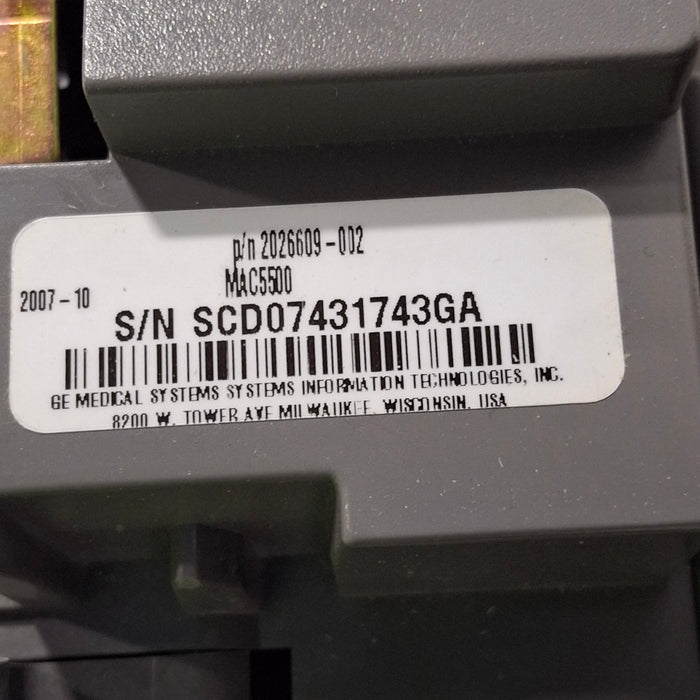 p/n 2026609-002
MAC5500
2007-10
S/N SCD07431743GA
GE MEDICAL SYSTEMS SYSTEMS INFORMATION TECHNOLOGIES, INC.
8200 W. TOWER AVE MILWAUKEE, WISCONSIN. USA